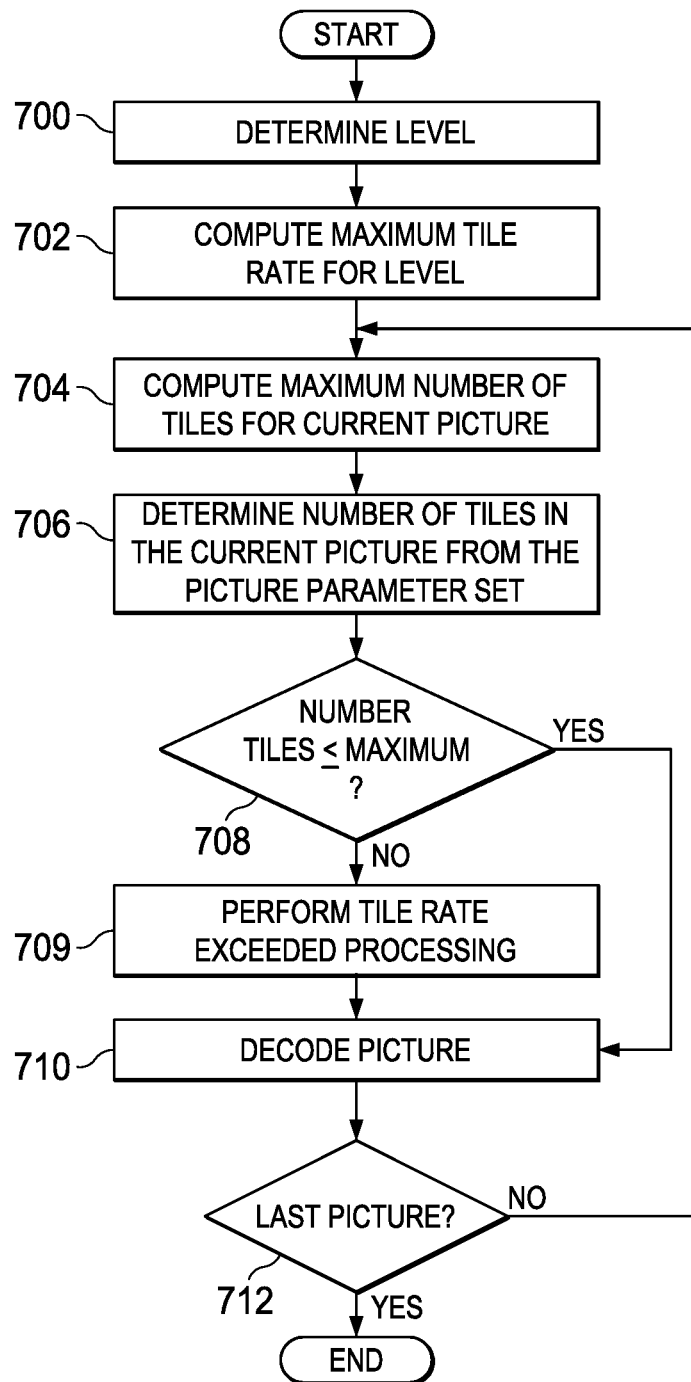 START
700
DETERMINE LEVEL
702
COMPUTE MAXIMUM TILE
RATE FOR LEVEL
704
COMPUTE MAXIMUM NUMBER OF
TILES FOR CURRENT PICTURE
706
DETERMINE NUMBER OF TILES IN
THE CURRENT PICTURE FROM THE
PICTURE PARAMETER SET
NUMBER
TILES ≤ MAXIMUM
?
YES
708
NO
709
PERFORM TILE RATE
EXCEEDED PROCESSING
710
DECODE PICTURE
LAST PICTURE?
NO
712
YES
END